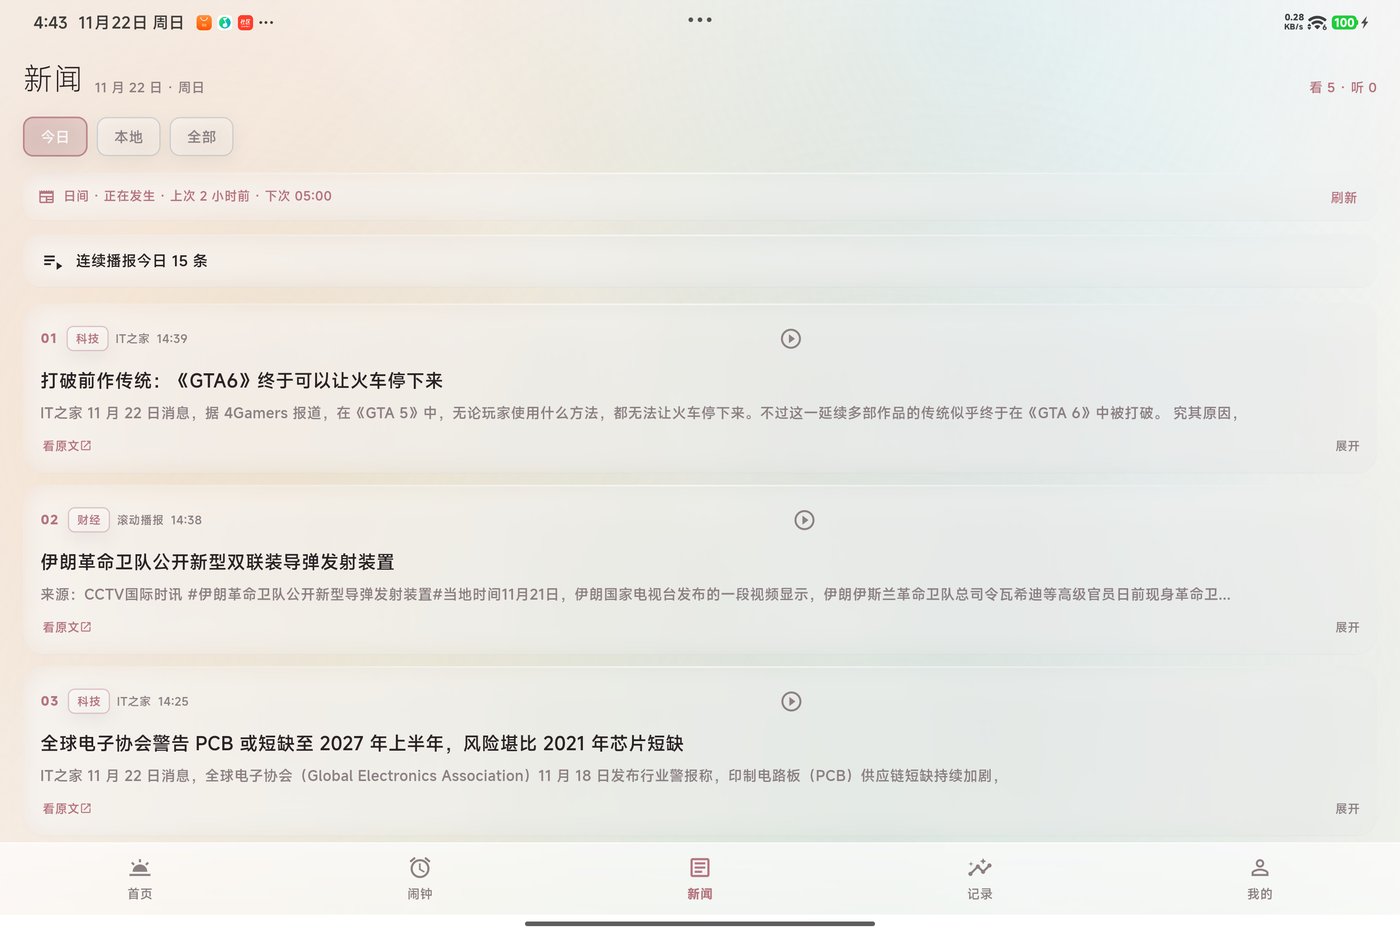 4:43 11月22日 周日
0.28 KB/s 100
新闻 11 月 22 日 · 周日
看 5 · 听 0
今日 本地 全部
日间 · 正在发生 · 上次 2 小时前 · 下次 05:00
刷新
连续播报今日 15 条
01 科技 IT之家 14:39
打破前作传统：《GTA6》终于可以让火车停下来
IT之家 11 月 22 日消息，据 4Gamers 报道，在《GTA 5》中，无论玩家使用什么方法，都无法让火车停下来。不过这一延续多部作品的传统似乎终于在《GTA 6》中被打破。 究其原因，
看原文
展开
02 财经 滚动播报 14:38
伊朗革命卫队公开新型双联装导弹发射装置
来源：CCTV国际时讯 #伊朗革命卫队公开新型导弹发射装置#当地时间11月21日，伊朗国家电视台发布的一段视频显示，伊朗伊斯兰革命卫队总司令瓦希迪等高级官员日前现身革命卫...
看原文
展开
03 科技 IT之家 14:25
全球电子协会警告 PCB 或短缺至 2027 年上半年，风险堪比 2021 年芯片短缺
IT之家 11 月 22 日消息，全球电子协会（Global Electronics Association）11 月 18 日发布行业警报称，印制电路板（PCB）供应链短缺持续加剧，
看原文
展开
首页 闹钟 新闻 记录 我的